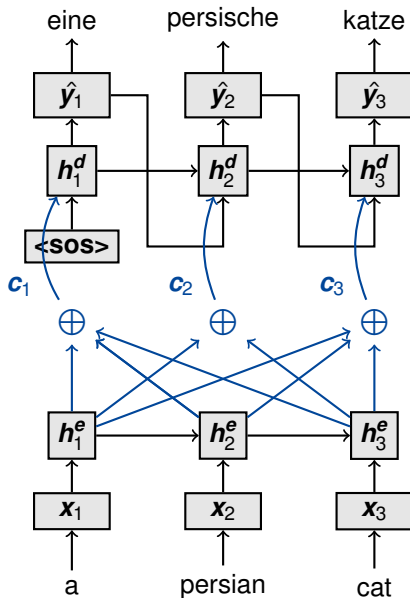 eine persische katze
ŷ₁ ŷ₂ ŷ₃
h₁ᵈ h₂ᵈ h₃ᵈ
<sos>
c₁ c₂ c₃
⊕ ⊕ ⊕
h₁ᵉ h₂ᵉ h₃ᵉ
x₁ x₂ x₃
a persian cat